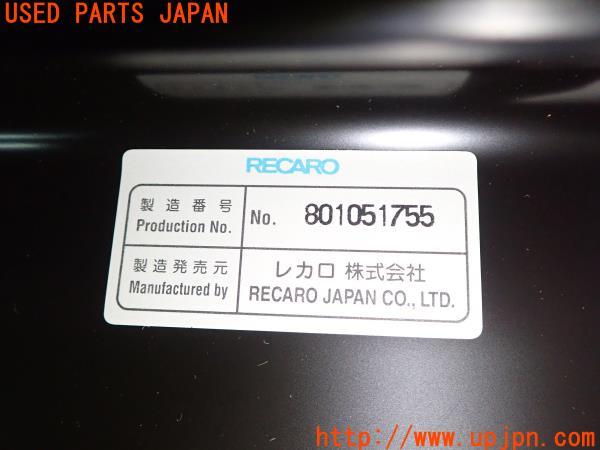 USED PARTS JAPAN
RECARO
製造番号
Production No.
No. 801051755
製造発売元
Manufactured by
レカロ 株式会社
RECARO JAPAN CO., LTD.
http://www.upjpn.com